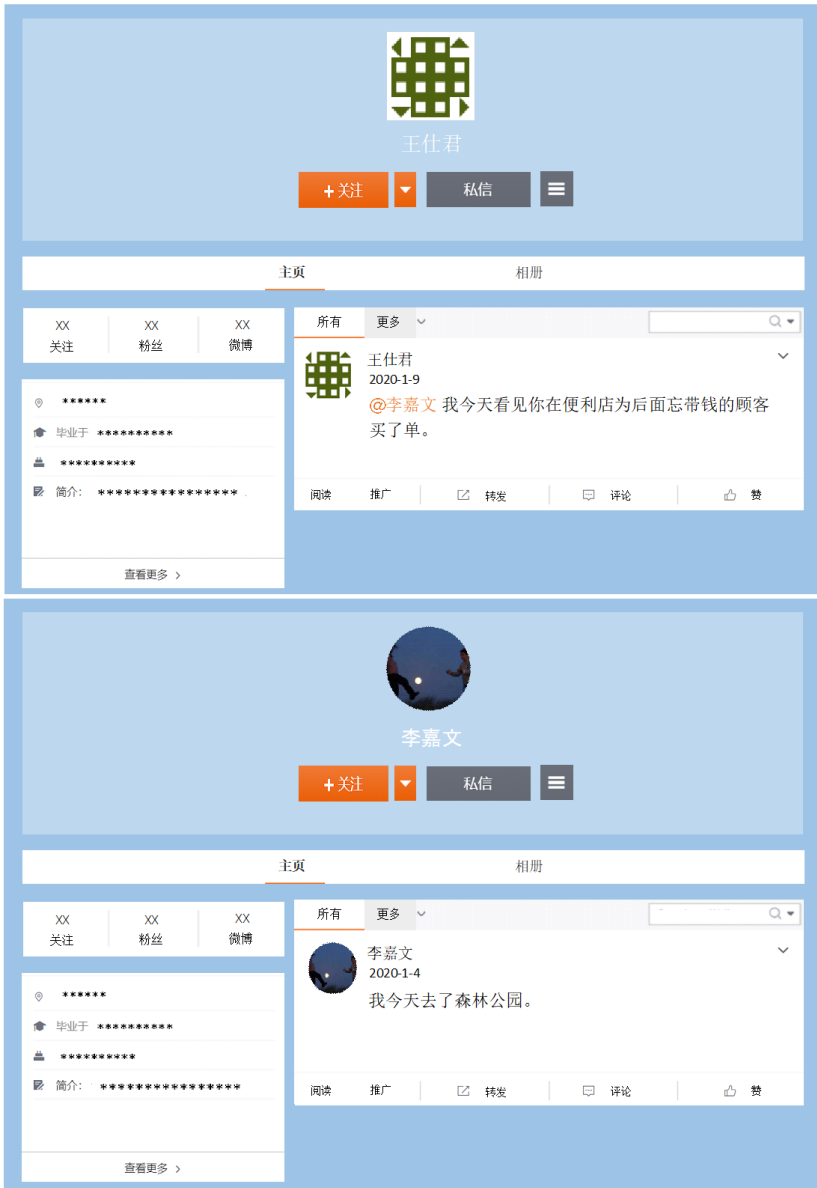 王仕君
+关注
私信
主页
相册
XX
XX
XX
关注
粉丝
微博
******
毕业于 **********
**********
简介: ****************
查看更多 >
所有
更多
王仕君
2020-1-9
@李嘉文 我今天看见你在便利店为后面忘带钱的顾客
买了单。
阅读
推广
转发
评论
赞
李嘉文
+关注
私信
主页
相册
XX
XX
XX
关注
粉丝
微博
******
毕业于 **********
**********
简介: ****************
查看更多 >
所有
更多
李嘉文
2020-1-4
我今天去了森林公园。
阅读
推广
转发
评论
赞